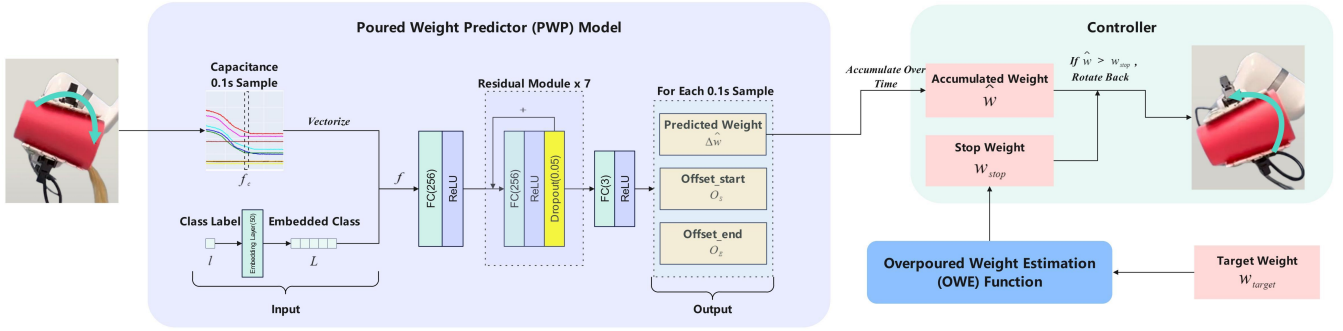 Poured Weight Predictor (PWP) Model
Capacitance
0.1s Sample
f_c
Vectorize
Class Label
l
Embedding Layer(50)
Embedded Class
L
Input
f
FC(256)
ReLU
Residual Module x 7
+
FC(256)
ReLU
Dropout(0.05)
FC(3)
ReLU
For Each 0.1s Sample
Predicted Weight
Δŵ
Offset_start
O_s
Offset_end
O_E
Output
Accumulate Over
Time
Controller
Accumulated Weight
ŵ
If ŵ > w_stop ,
Rotate Back
Stop Weight
w_stop
Overpoured Weight Estimation
(OWE) Function
Target Weight
w_target